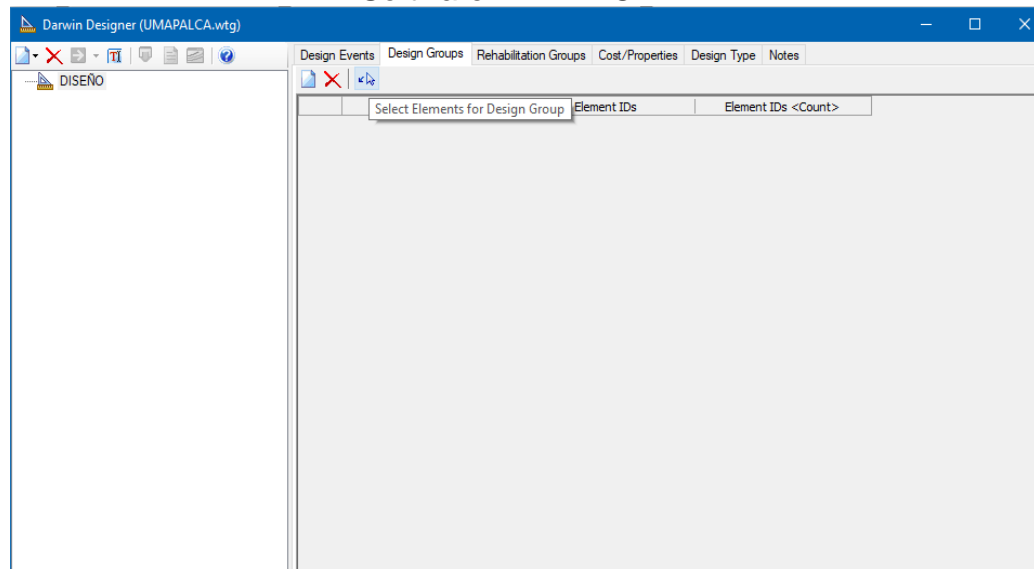 Darwin Designer (UMAPALCA.wtg)
Design Events Design Groups Rehabilitation Groups Cost/Properties Design Type Notes
DISEÑO
Select Elements for Design Group
Element IDs
Element IDs <Count>